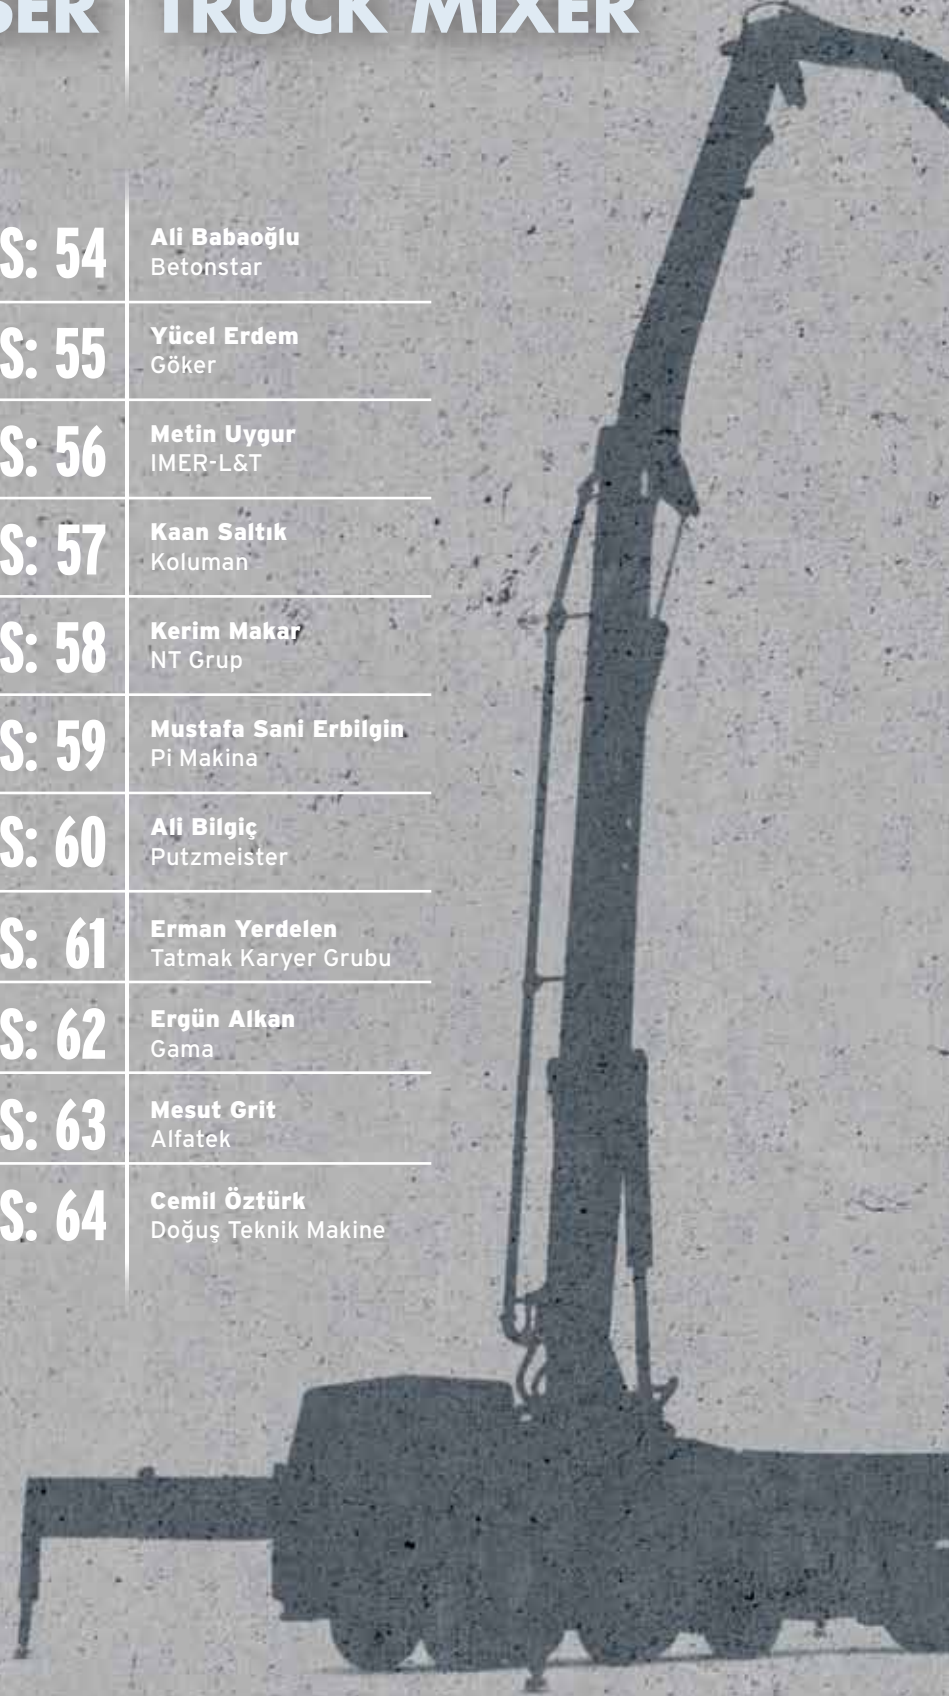 TRUCK MIXER
S: 54
Ali Babaoğlu
Betonstar
S: 55
Yücel Erdem
Göker
S: 56
Metin Uygur
IMER-L&T
S: 57
Kaan Saltık
Koluman
S: 58
Kerim Makar
NT Grup
S: 59
Mustafa Sani Erbilgin
Pi Makina
S: 60
Ali Bilgiç
Putzmeister
S: 61
Erman Yerdelen
Tatmak Karyer Grubu
S: 62
Ergün Alkan
Gama
S: 63
Mesut Grit
Alfatek
S: 64
Cemil Öztürk
Doğuş Teknik Makine